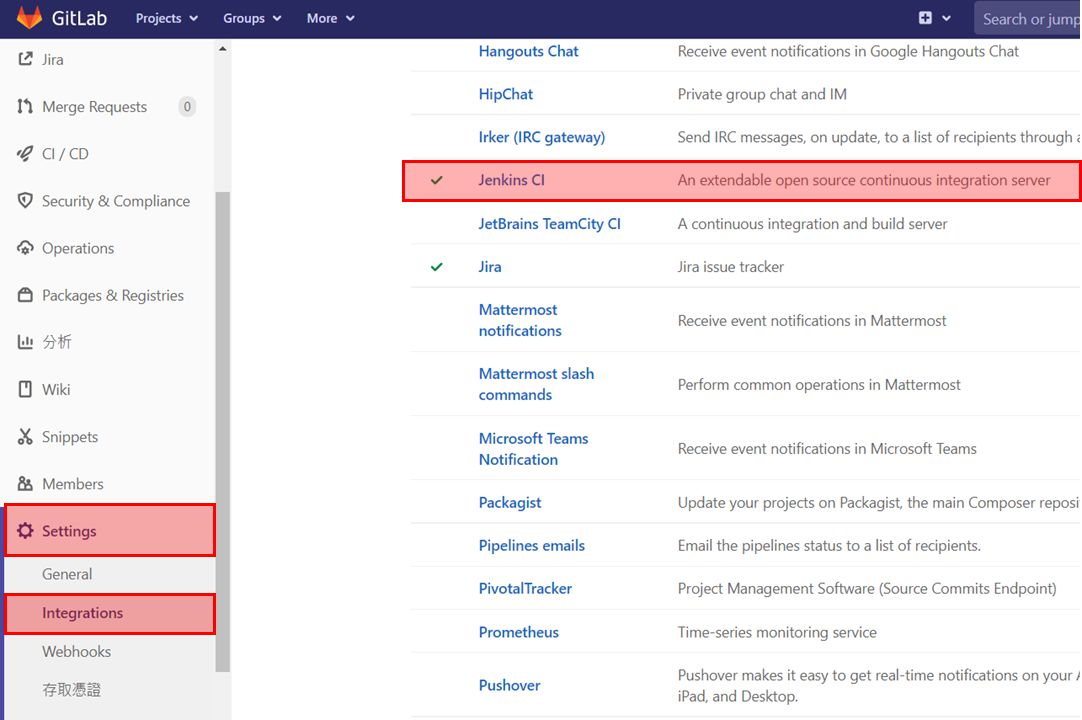 GitLab Projects Groups More Search or jump
Jira
Merge Requests 0
CI / CD
Security & Compliance
Operations
Packages & Registries
分析
Wiki
Snippets
Members
Settings
General
Integrations
Webhooks
存取憑證
Hangouts Chat Receive event notifications in Google Hangouts Chat
HipChat Private group chat and IM
Irker (IRC gateway) Send IRC messages, on update, to a list of recipients through a
Jenkins CI An extendable open source continuous integration server
JetBrains TeamCity CI A continuous integration and build server
Jira Jira issue tracker
Mattermost
notifications
Receive event notifications in Mattermost
Mattermost slash
commands
Perform common operations in Mattermost
Microsoft Teams
Notification
Receive event notifications in Microsoft Teams
Packagist Update your projects on Packagist, the main Composer reposi
Pipelines emails Email the pipelines status to a list of recipients.
PivotalTracker Project Management Software (Source Commits Endpoint)
Prometheus Time-series monitoring service
Pushover
Pushover makes it easy to get real-time notifications on your A
iPad, and Desktop.